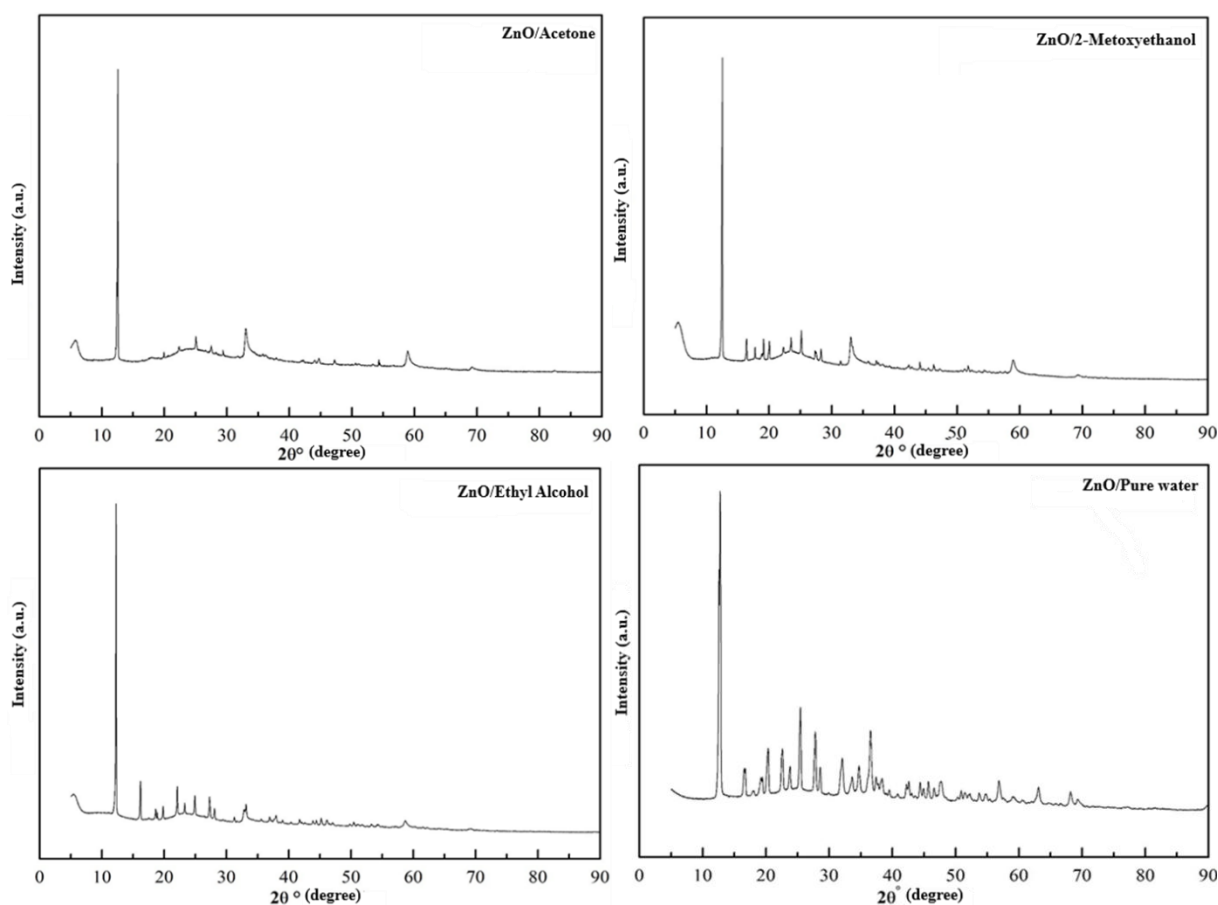 ZnO/Acetone
Intensity (a.u.)
0 10 20 30 40 50 60 70 80 90
2θ° (degree)
ZnO/2-Metoxyethanol
Intensity (a.u.)
0 10 20 30 40 50 60 70 80 90
2θ ° (degree)
ZnO/Ethyl Alcohol
Intensity (a.u.)
0 10 20 30 40 50 60 70 80 90
2θ ° (degree)
ZnO/Pure water
Intensity (a.u.)
0 10 20 30 40 50 60 70 80 90
2θ° (degree)